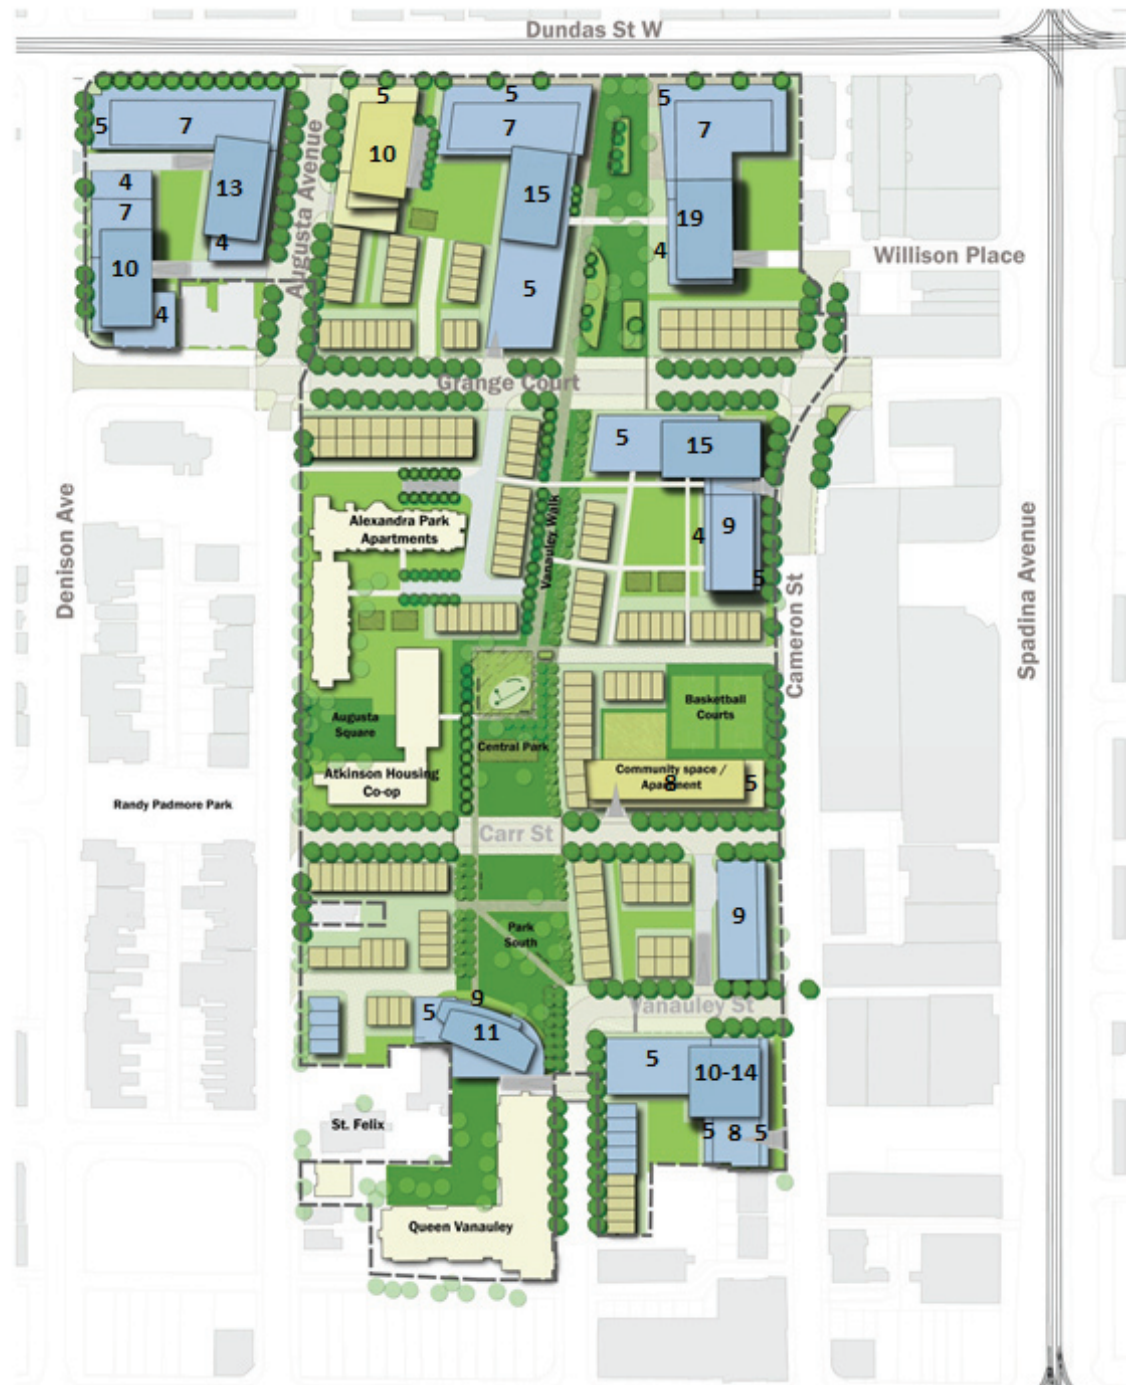 Dundas St W
5
5
5
5
7
7
7
5
10
4
7
13
15
19
4
4
10
5
4
Augusta Avenue
Willison Place
Grange Court
5
15
Alexandra Park
Apartments
Vanauley Walk
4
9
5
Denison Ave
Cameron St
Spadina Avenue
Augusta
Square
Basketball
Courts
Central Park
Atkinson Housing
Co-op
Community space /
Apartment
8
5
Randy Padmore Park
Carr St
9
Park
South
Vanauley St
9
5
11
5
10-14
St. Felix
5
8
5
Queen Vanauley